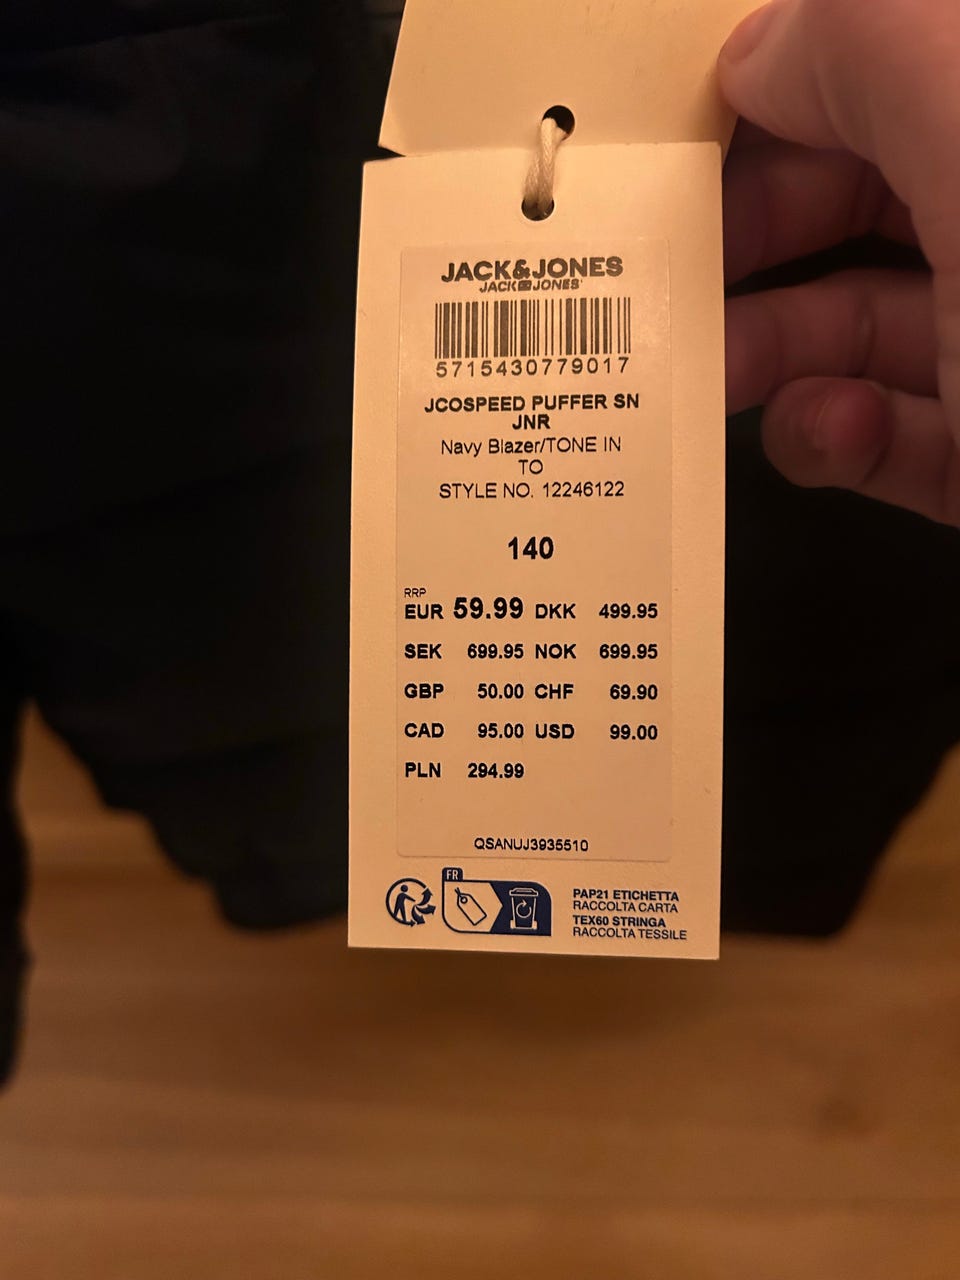 JACK&JONES
JACK JONES
5715430779017
JCOSPEED PUFFER SN
JNR
Navy Blazer/TONE IN
TO
STYLE NO. 12246122
140
RRP
EUR 59.99 DKK 499.95
SEK 699.95 NOK 699.95
GBP 50.00 CHF 69.90
CAD 95.00 USD 99.00
PLN 294.99
QSANUJ3935510
FR
PAP21 ETICHETTA
RACCOLTA CARTA
TEX60 STRINGA
RACCOLTA TESSILE